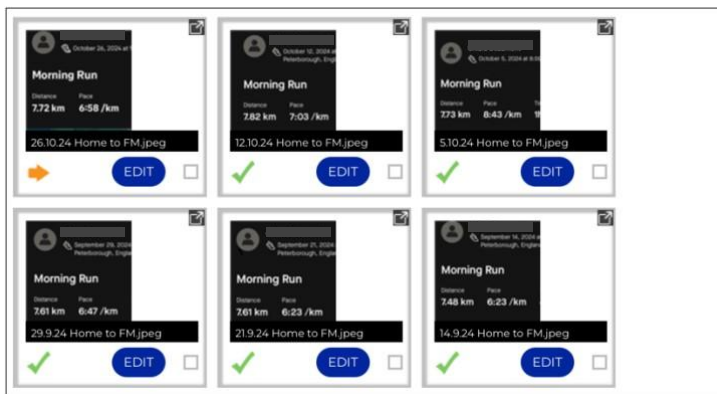 October 26, 2024 at
Morning Run
Distance Pace
7.72 km 6:58 /km
26.10.24 Home to FM.jpeg
EDIT
October 12, 2024 at
Peterborough, Engla
Morning Run
Distance Pace
7.82 km 7:03 /km
12.10.24 Home to FM.jpeg
EDIT
October 5, 2024 at 8:58
Morning Run
Distance Pace
7.73 km 8:43 /km
5.10.24 Home to FM.jpeg
EDIT
September 29, 2024
Peterborough, Englan
Morning Run
Distance Pace
7.61 km 6:47 /km
29.9.24 Home to FM.jpeg
EDIT
September 21, 2024
Peterborough, Englan
Morning Run
Distance Pace
7.61 km 6:23 /km
21.9.24 Home to FM.jpeg
EDIT
September 14, 2024 a
Peterborough, England
Morning Run
Distance Pace
7.48 km 6:23 /km
14.9.24 Home to FM.jpeg
EDIT